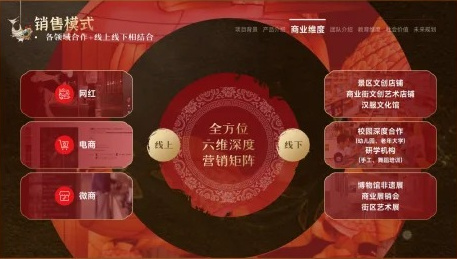 销售模式
• 各领域合作+线上线下相结合
项目背景 产品介绍 商业维度 团队介绍 教育维度 社会价值 未来规划
网红
电商
微商
线上
全方位
六维深度
营销矩阵
线下
景区文创店铺
商业街文创艺术店铺
汉服文化馆
校园深度合作
(幼儿园、老年大学)
研学机构
(手工、舞蹈培训)
博物馆非遗展
商业展销会
街区艺术展